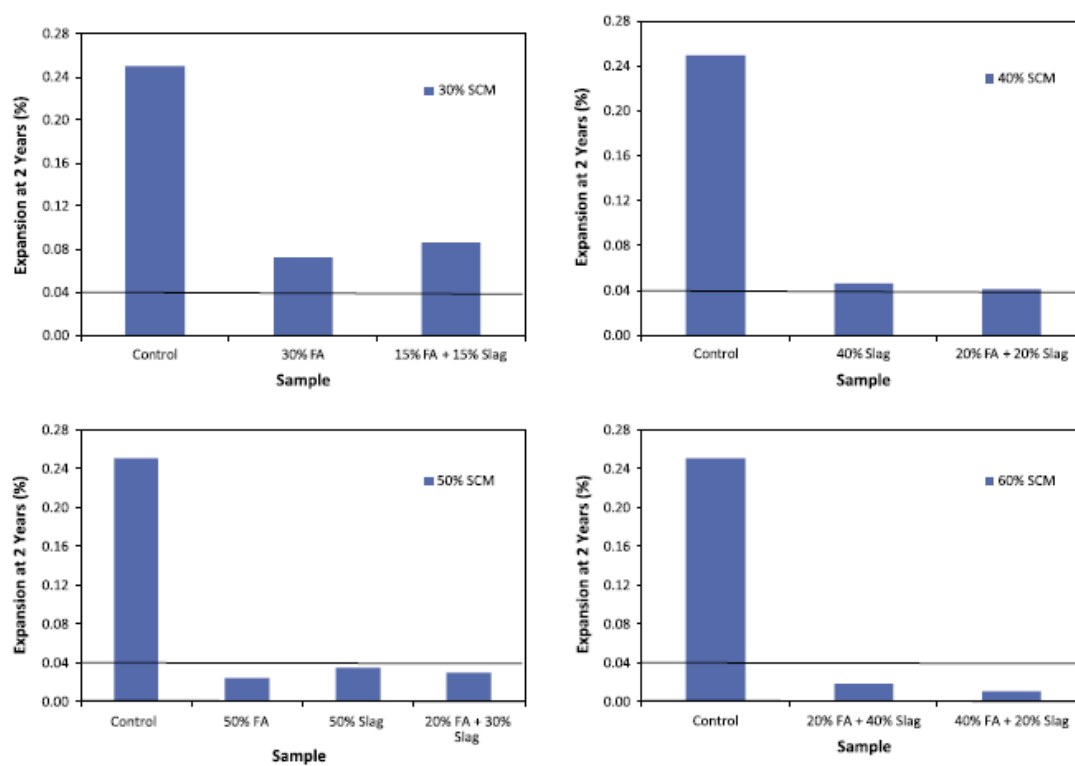 Expansion at 2 Years (%)
0.28
0.24
0.20
0.16
0.12
0.08
0.04
0.00
30% SCM
Control
30% FA
15% FA + 15% Slag
Sample
Expansion at 2 Years (%)
0.28
0.24
0.20
0.16
0.12
0.08
0.04
0.00
40% SCM
Control
40% Slag
20% FA + 20% Slag
Sample
Expansion at 2 Years (%)
0.28
0.24
0.20
0.16
0.12
0.08
0.04
0.00
50% SCM
Control
50% FA
50% Slag
20% FA + 30%
Slag
Sample
Expansion at 2 Years (%)
0.28
0.24
0.20
0.16
0.12
0.08
0.04
0.00
60% SCM
Control
20% FA + 40% Slag
40% FA + 20% Slag
Sample